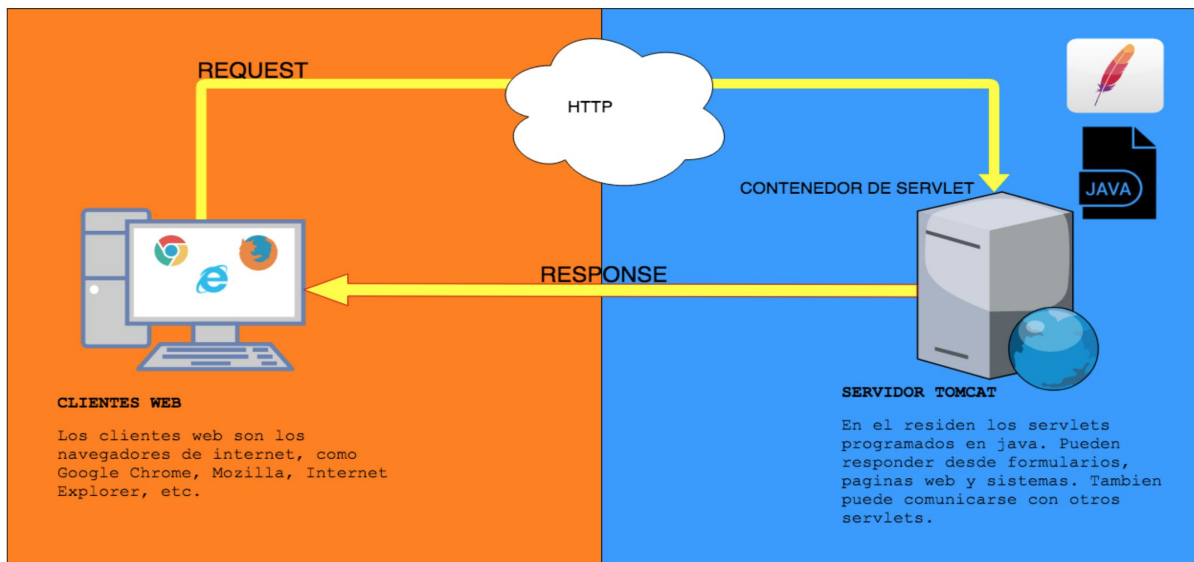 REQUEST
HTTP
CONTENEDOR DE SERVLET
JAVA
RESPONSE
CLIENTES WEB
Los clientes web son los
navegadores de internet, como
Google Chrome, Mozilla, Internet
Explorer, etc.
SERVIDOR TOMCAT
En el residen los servlets
programados en java. Pueden
responder desde formularios,
paginas web y sistemas. Tambien
puede comunicarse con otros
servlets.